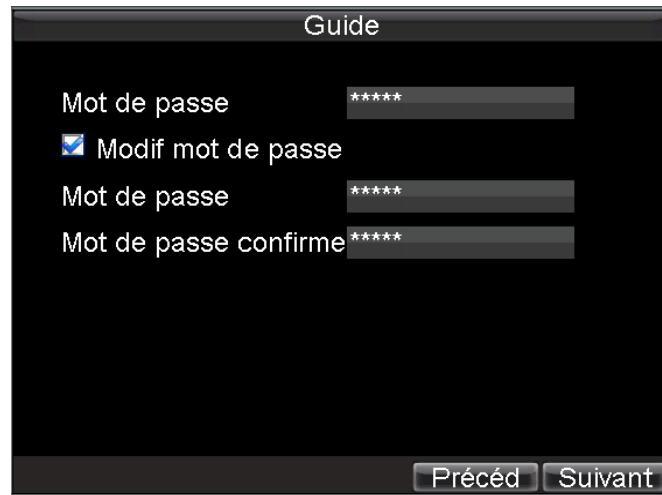 Guide
Mot de passe *****
Modif mot de passe
Mot de passe *****
Mot de passe confirme *****
Précéd Suivant